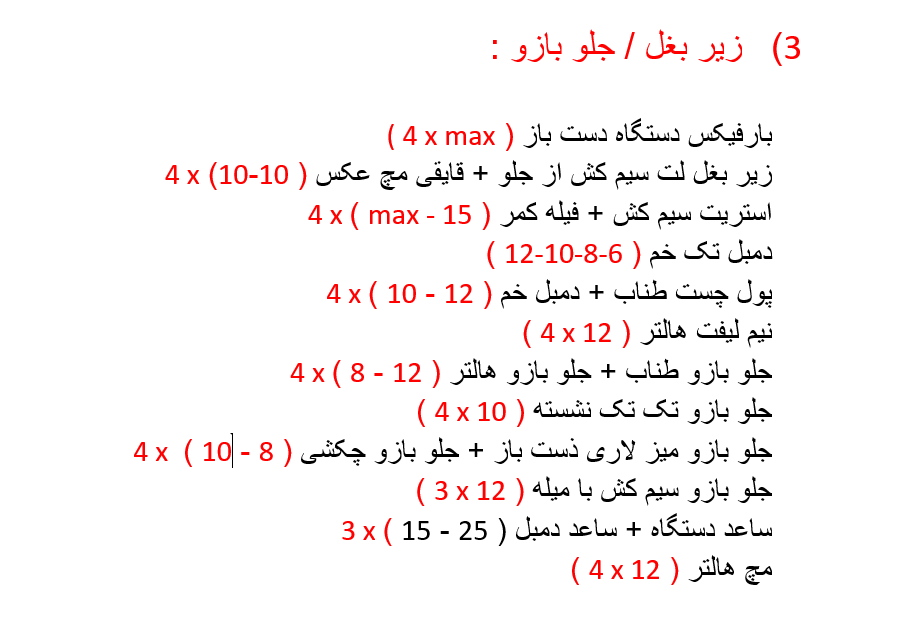 3) زیر بغل / جلو بازو :
بارفیکس دستگاه دست باز ( 4 x max )
زیر بغل لت سیم کش از جلو + قایقی مچ عکس ( 10-10) x 4
استریت سیم کش + فیله کمر ( 15 - max ) x 4
دمبل تک خم ( 6-8-10-12 )
پول چست طناب + دمبل خم ( 12 - 10 ) x 4
نیم لیفت هالتر ( 4 x 12 )
جلو بازو طناب + جلو بازو هالتر ( 12 - 8 ) x 4
جلو بازو تک تک نشسته ( 4 x 10 )
جلو بازو میز لاری ذست باز + جلو بازو چکشی ( 8 - 10 ) x 4
جلو بازو سیم کش با میله ( 3 x 12 )
ساعد دستگاه + ساعد دمبل ( 25 - 15 ) x 3
مچ هالتر ( 4 x 12 )